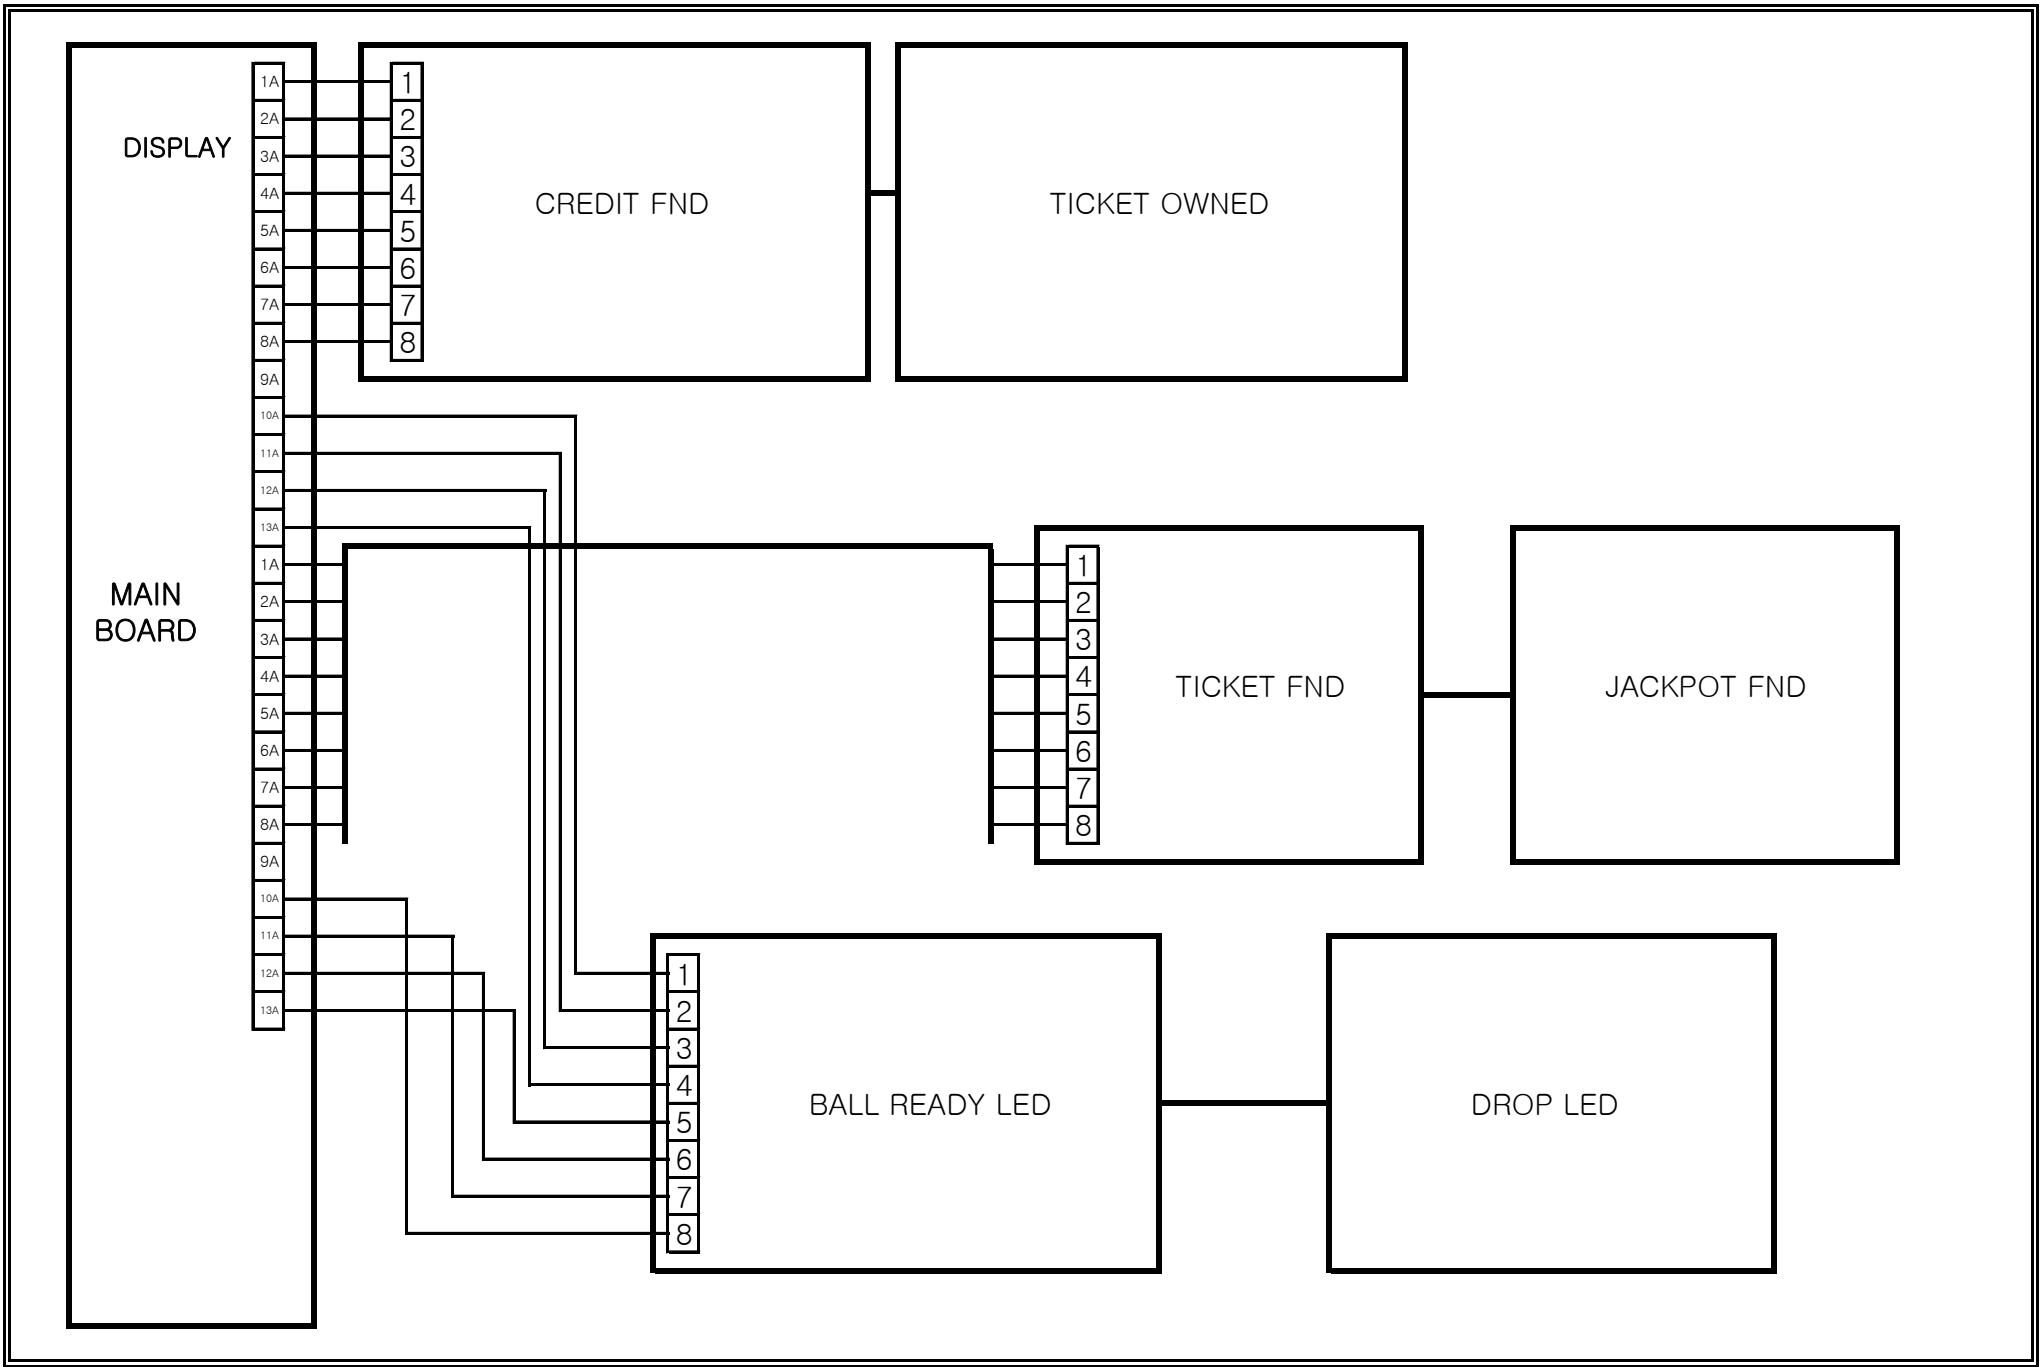 DISPLAY
MAIN
BOARD
1A
2A
3A
4A
5A
6A
7A
8A
9A
10A
11A
12A
13A
1A
2A
3A
4A
5A
6A
7A
8A
9A
10A
11A
12A
13A
1
2
3
4
5
6
7
8
CREDIT FND
TICKET OWNED
1
2
3
4
5
6
7
8
TICKET FND
JACKPOT FND
1
2
3
4
5
6
7
8
BALL READY LED
DROP LED